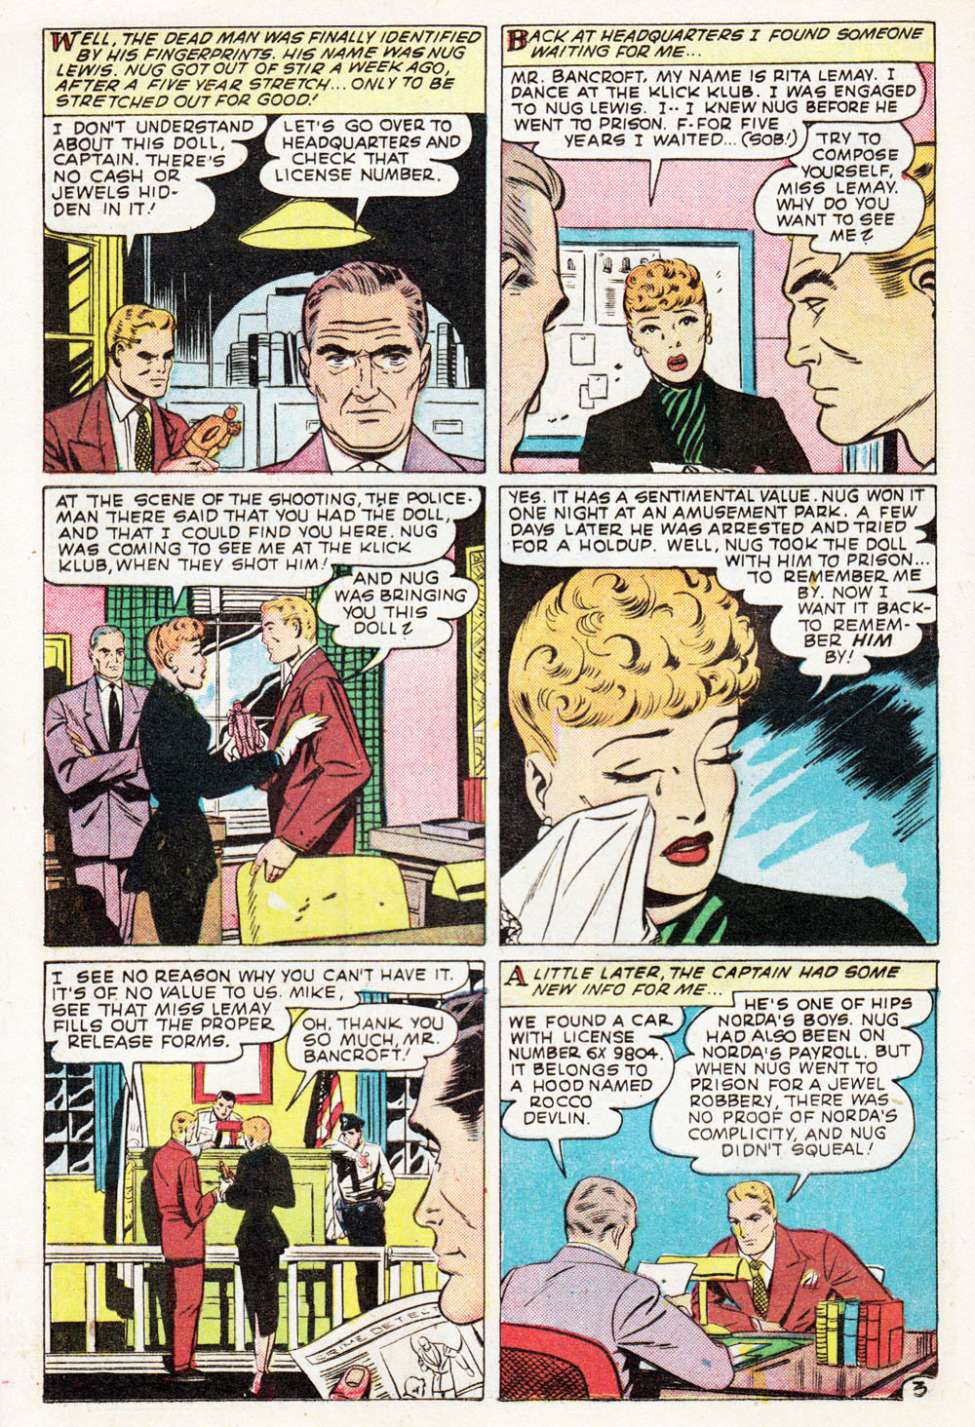 WELL, THE DEAD MAN WAS FINALLY IDENTIFIED
BY HIS FINGERPRINTS. HIS NAME WAS NUG
LEWIS. NUG GOT OUT OF STIR A WEEK AGO,
AFTER A FIVE YEAR STRETCH... ONLY TO BE
STRETCHED OUT FOR GOOD!
I DON'T UNDERSTAND
ABOUT THIS DOLL,
CAPTAIN. THERE'S
NO CASH OR
JEWELS HID-
DEN IN IT!
LET'S GO OVER TO
HEADQUARTERS AND
CHECK THAT
LICENSE NUMBER.
BACK AT HEADQUARTERS I FOUND SOMEONE
WAITING FOR ME...
MR. BANCROFT, MY NAME IS RITA LEMAY. I
DANCE AT THE KLICK KLUB. I WAS ENGAGED
TO NUG LEWIS. I-- I KNEW NUG BEFORE HE
WENT TO PRISON. F-FOR FIVE
YEARS I WAITED... (SOB!)
TRY TO
COMPOSE
YOURSELF,
MISS LEMAY.
WHY DO YOU
WANT TO SEE
ME?
AT THE SCENE OF THE SHOOTING, THE POLICE-
MAN THERE SAID THAT YOU HAD THE DOLL,
AND THAT I COULD FIND YOU HERE. NUG
WAS COMING TO SEE ME AT THE KLICK
KLUB, WHEN THEY SHOT HIM!
AND NUG
WAS BRINGING
YOU THIS
DOLL?
YES. IT HAS A SENTIMENTAL VALUE. NUG WON IT
ONE NIGHT AT AN AMUSEMENT PARK. A FEW
DAYS LATER HE WAS ARRESTED AND TRIED
FOR A HOLDUP. WELL, NUG TOOK THE DOLL
WITH HIM TO PRISON...
TO REMEMBER ME
BY. NOW I
WANT IT BACK-
TO REMEM-
BER HIM
BY!
I SEE NO REASON WHY YOU CAN'T HAVE IT.
IT'S OF NO VALUE TO US. MIKE,
SEE THAT MISS LEMAY
FILLS OUT THE PROPER
RELEASE FORMS.
OH, THANK YOU
SO MUCH, MR.
BANCROFT!
CRIME DETECT
A LITTLE LATER, THE CAPTAIN HAD SOME
NEW INFO FOR ME...
WE FOUND A CAR
WITH LICENSE
NUMBER 6X 9804.
IT BELONGS TO
A HOOD NAMED
ROCCO
DEVLIN.
HE'S ONE OF HIPS
NORDA'S BOYS. NUG
HAD ALSO BEEN ON
NORDA'S PAYROLL. BUT
WHEN NUG WENT TO
PRISON FOR A JEWEL
ROBBERY, THERE WAS
NO PROOF OF NORDA'S
COMPLICITY, AND NUG
DIDN'T SQUEAL!
3